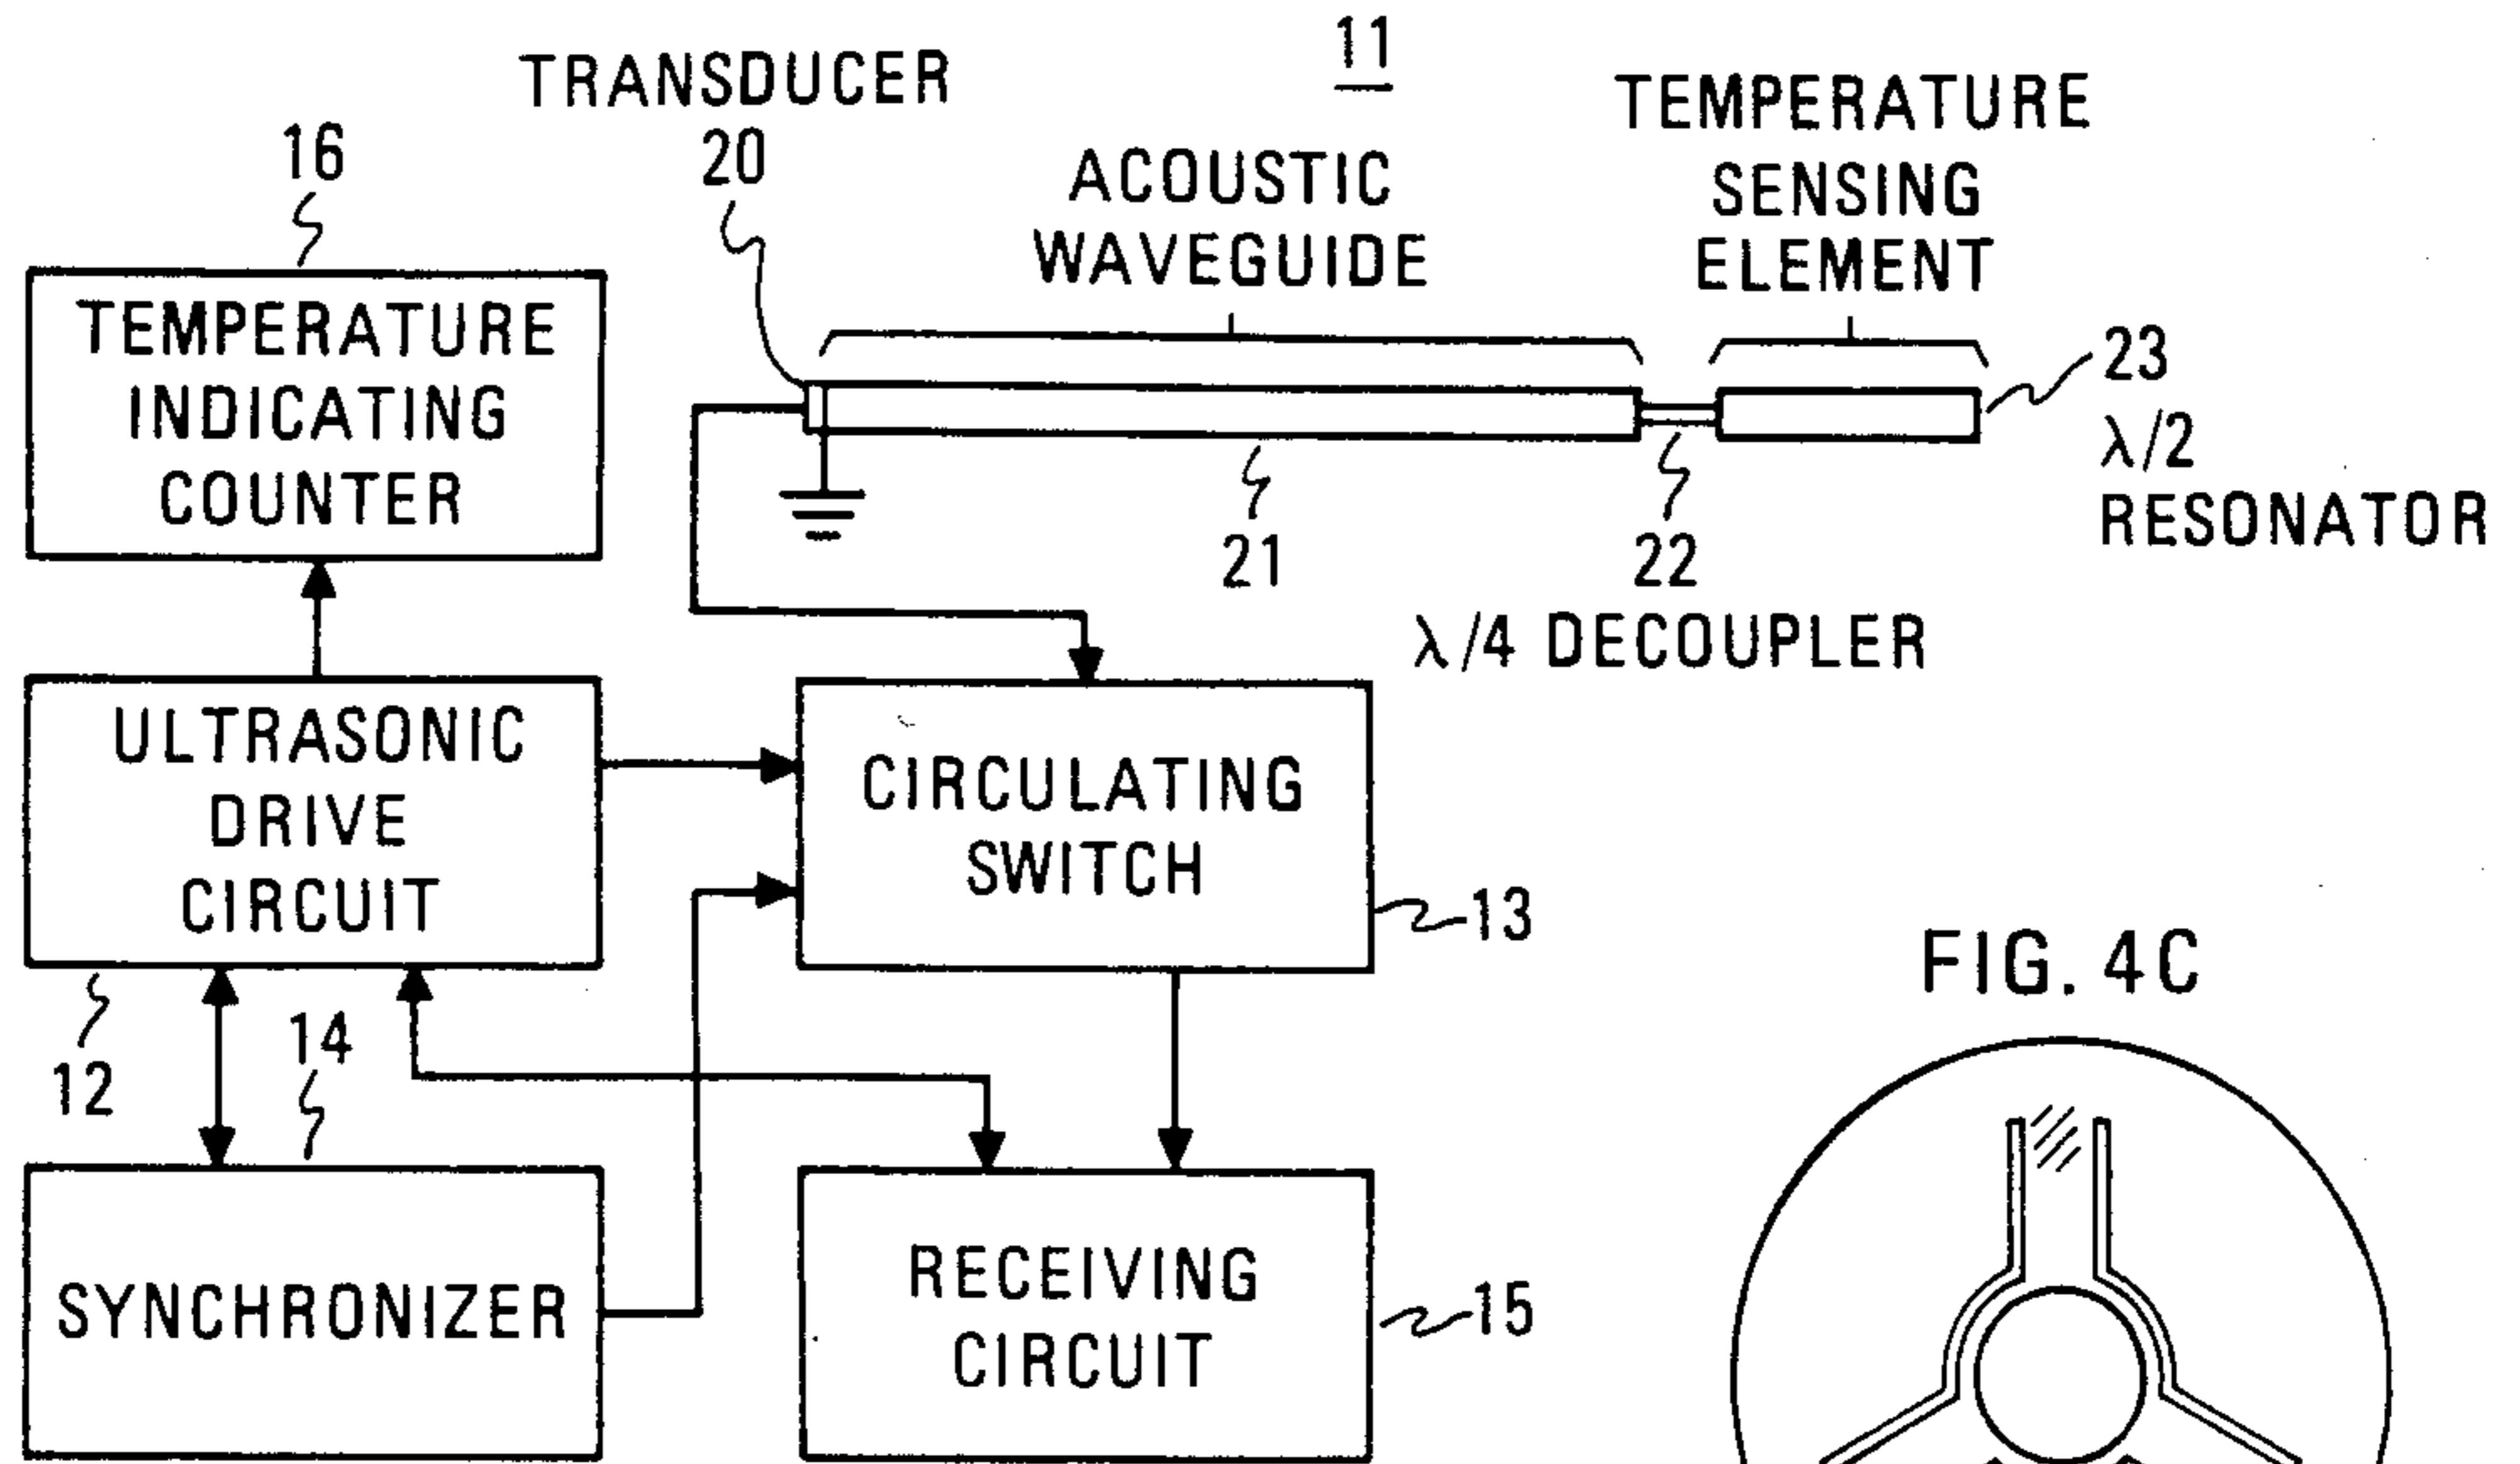 11
TRANSDUCER
20
ACOUSTIC
WAVEGUIDE
TEMPERATURE
SENSING
ELEMENT
16
TEMPERATURE
INDICATING
COUNTER
23
λ/2
RESONATOR
21
22
λ/4 DECOUPLER
ULTRASONIC
DRIVE
CIRCUIT
CIRCULATING
SWITCH
13
12
14
SYNCHRONIZER
RECEIVING
CIRCUIT
15
FIG. 4C